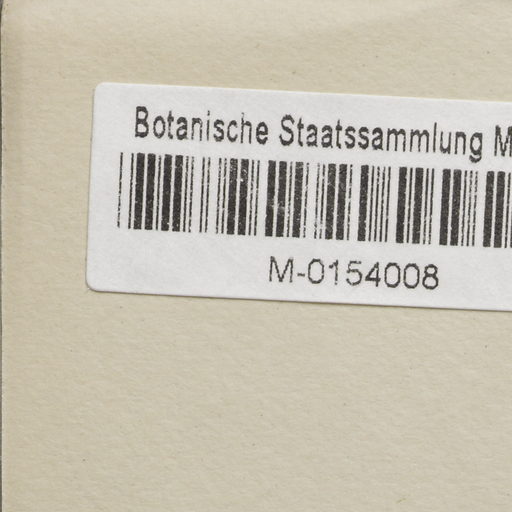 Botanische Staatssammlung M
M-0154008